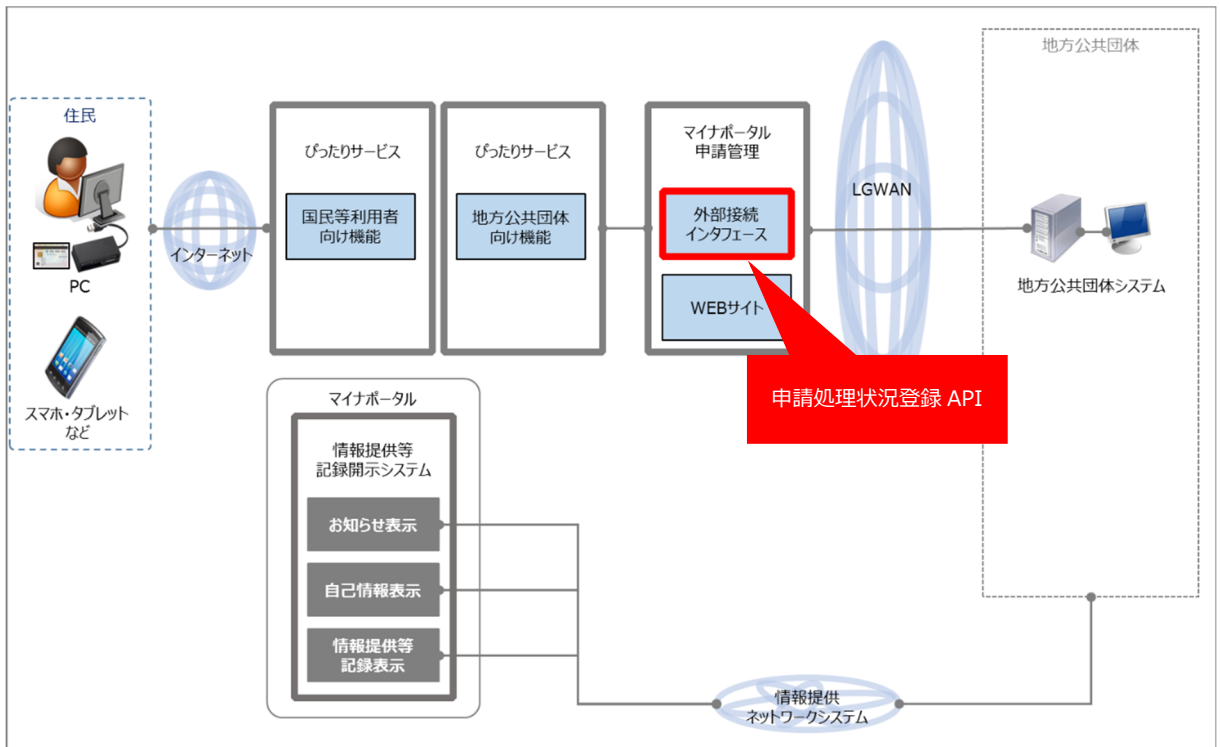 地方公共団体
住民
PC
スマホ・タブレット
など
インターネット
ぴったりサービス
国民等利用者
向け機能
ぴったりサービス
地方公共団体
向け機能
マイナポータル
申請管理
外部接続
インタフェース
WEBサイト
LGWAN
地方公共団体システム
申請処理状況登録 API
マイナポータル
情報提供等
記録開示システム
お知らせ表示
自己情報表示
情報提供等
記録表示
情報提供
ネットワークシステム